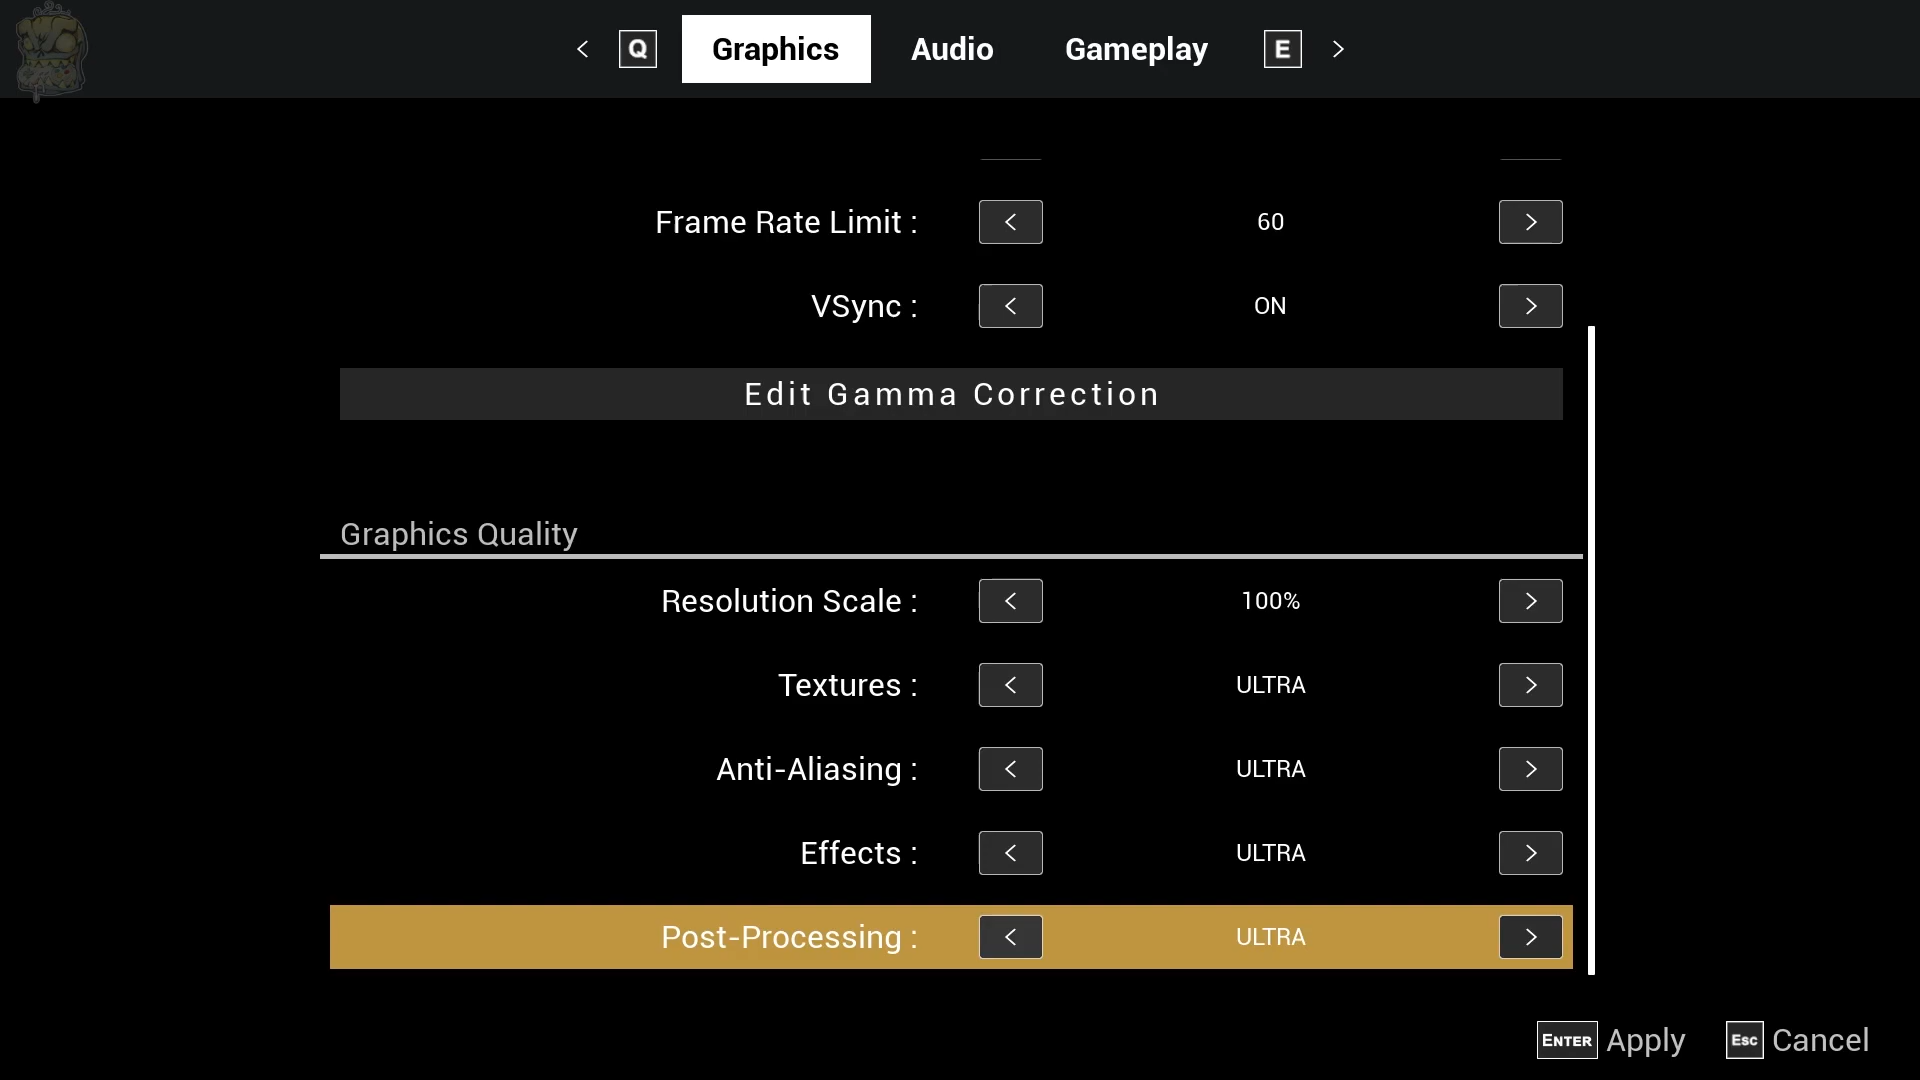 < Q Graphics Audio Gameplay E >
Frame Rate Limit : < 60 >
VSync : < ON >
Edit Gamma Correction
Graphics Quality
Resolution Scale : < 100% >
Textures : < ULTRA >
Anti-Aliasing : < ULTRA >
Effects : < ULTRA >
Post-Processing : < ULTRA >
ENTER Apply Esc Cancel